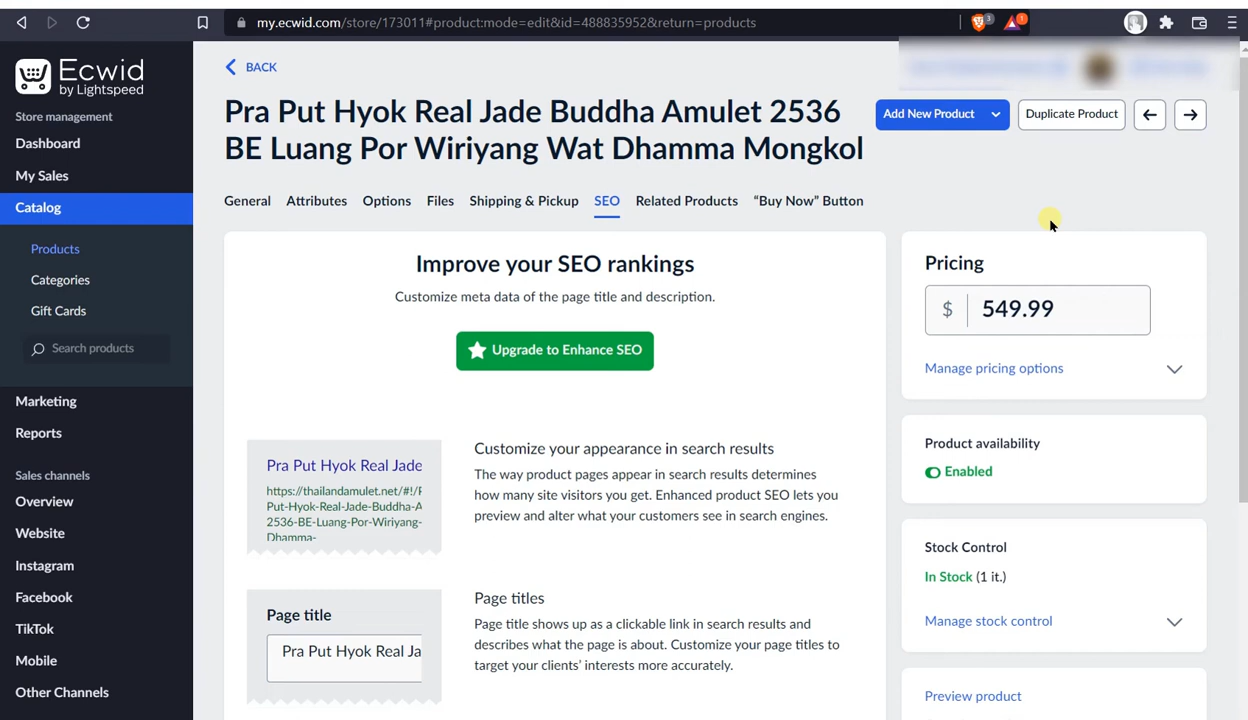 my.ecwid.com/store/173011#product:mode=edit&id=488835952&return=products
3
1
Ecwid
by Lightspeed
Store management
Dashboard
My Sales
Catalog
Products
Categories
Gift Cards
Search products
Marketing
Reports
Sales channels
Overview
Website
Instagram
Facebook
TikTok
Mobile
Other Channels
BACK
Pra Put Hyok Real Jade Buddha Amulet 2536
BE Luang Por Wiriyang Wat Dhamma Mongkol
Add New Product
Duplicate Product
General Attributes Options Files Shipping & Pickup SEO Related Products “Buy Now” Button
Improve your SEO rankings
Customize meta data of the page title and description.
Upgrade to Enhance SEO
Pra Put Hyok Real Jade
https://thailandamulet.net/#!/F
Put-Hyok-Real-Jade-Buddha-A
2536-BE-Luang-Por-Wiriyang-
Dhamma-
Customize your appearance in search results
The way product pages appear in search results determines
how many site visitors you get. Enhanced product SEO lets you
preview and alter what your customers see in search engines.
Page title
Pra Put Hyok Real Ja
Page titles
Page title shows up as a clickable link in search results and
describes what the page is about. Customize your page titles to
target your clients' interests more accurately.
Pricing
$ 549.99
Manage pricing options
Product availability
Enabled
Stock Control
In Stock (1 it.)
Manage stock control
Preview product